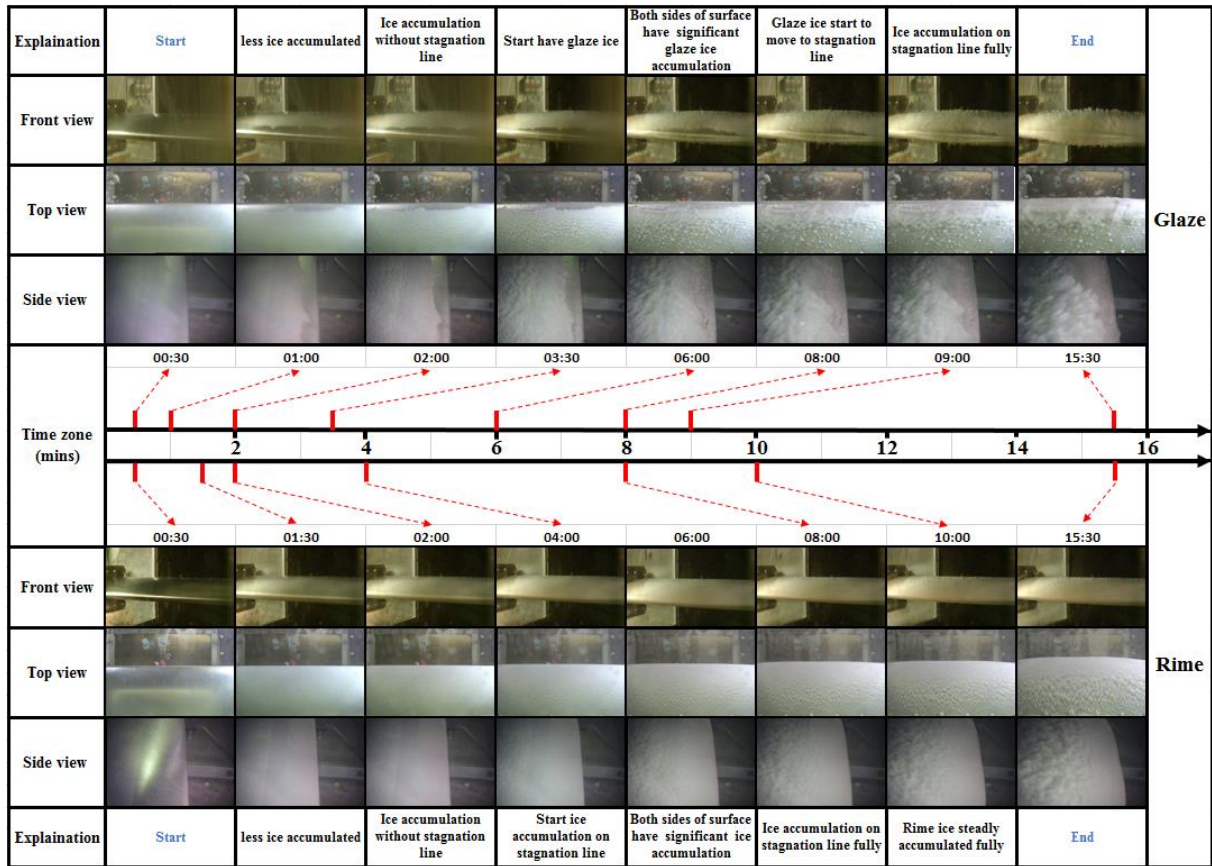 Explaination
Start
less ice accumulated
Ice accumulation
without stagnation
line
Start have glaze ice
Both sides of surface
have significant
glaze ice
accumulation
Glaze ice start to
move to stagnation
line
Ice accumulation on
stagnation line fully
End
Front view
Top view
Glaze
Side view
00:30 01:00 02:00 03:30 06:00 08:00 09:00 15:30
Time zone
(mins)
2 4 6 8 10 12 14 16
00:30 01:30 02:00 04:00 06:00 08:00 10:00 15:30
Front view
Top view
Rime
Side view
Explaination
Start
less ice accumulated
Ice accumulation
without stagnation
line
Start ice
accumulation on
stagnation line
Both sides of surface
have significant ice
accumulation
Ice accumulation on
stagnation line fully
Rime ice steadly
accumulated fully
End